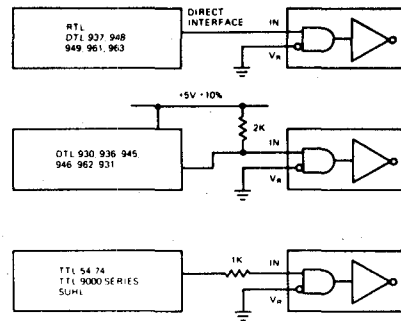 DIRECT
INTERFACE
IN
RTL
DTL 937, 948
949, 961, 963
VR
+5V ±10%
2K
IN
DTL 930, 936 945,
946 962 931
VR
1K
IN
TTL 54 74
TTL 9000 SERIES
SUHL
VR